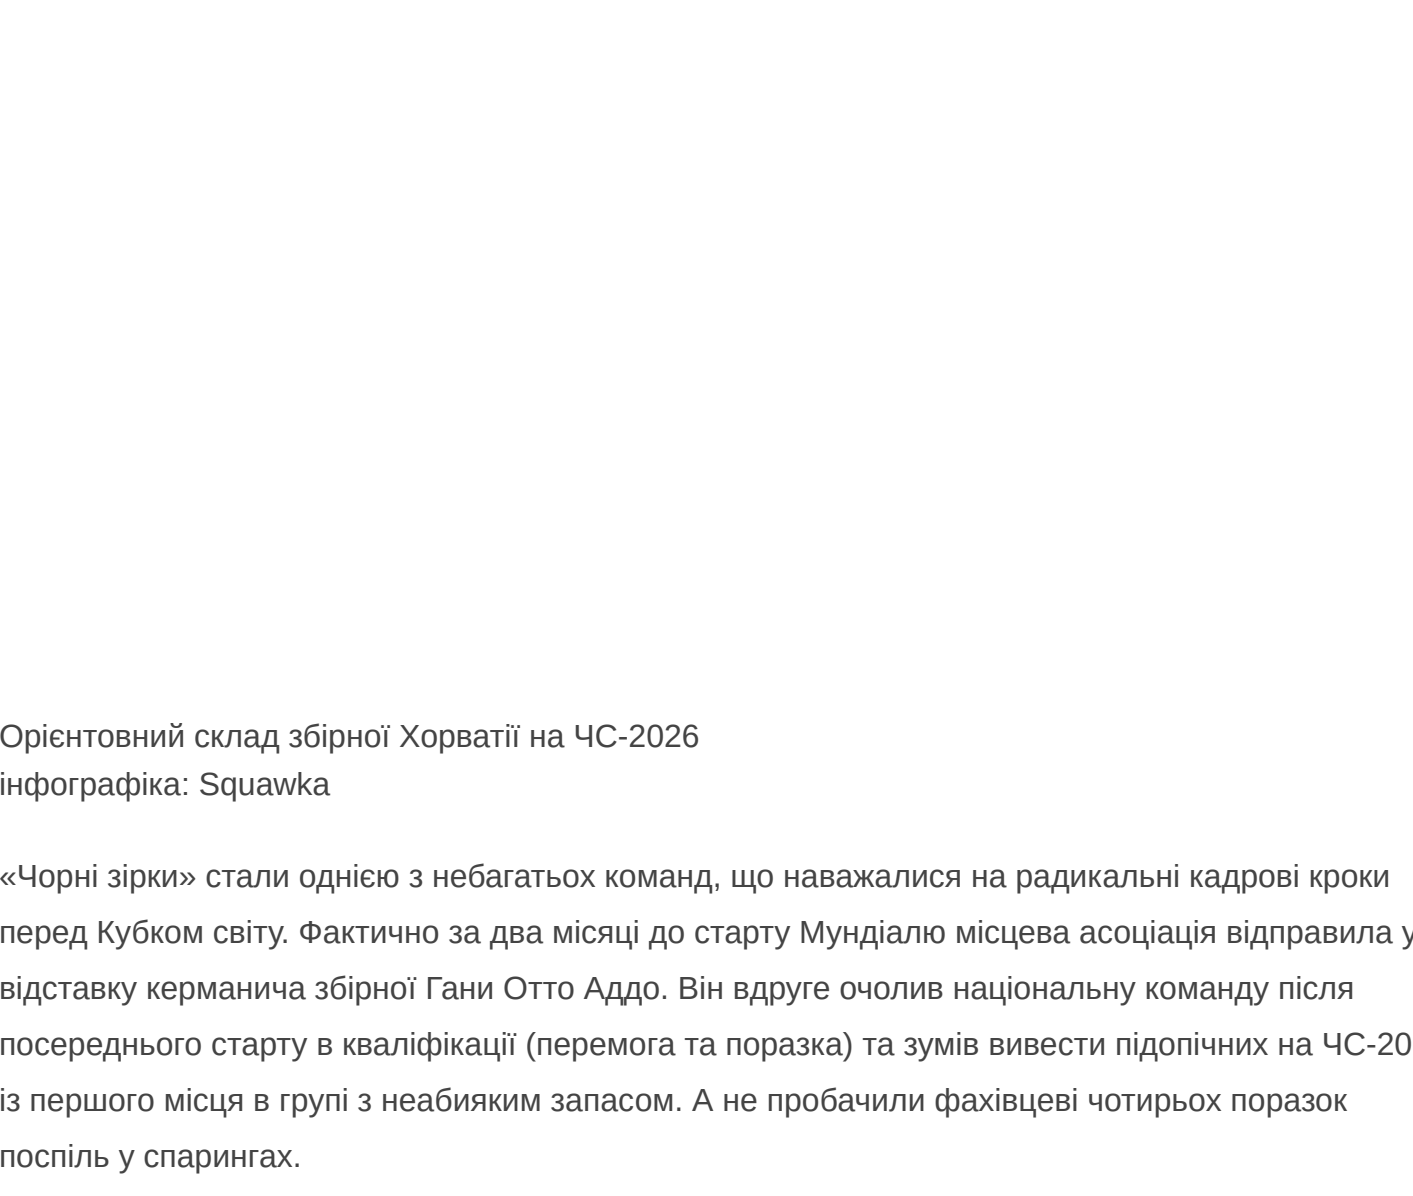 Орієнтовний склад збірної Хорватії на ЧС-2026
інфографіка: Squawka
«Чорні зірки» стали однією з небагатьох команд, що наважалися на радикальні кадрові кроки
перед Кубком світу. Фактично за два місяці до старту Мундіалю місцева асоціація відправила у
відставку керманича збірної Гани Отто Аддо. Він вдруге очолив національну команду після
посереднього старту в кваліфікації (перемога та поразка) та зумів вивести підопічних на ЧС-20
із першого місця в групі з неабияким запасом. А не пробачили фахівцеві чотирьох поразок
поспіль у спарингах.